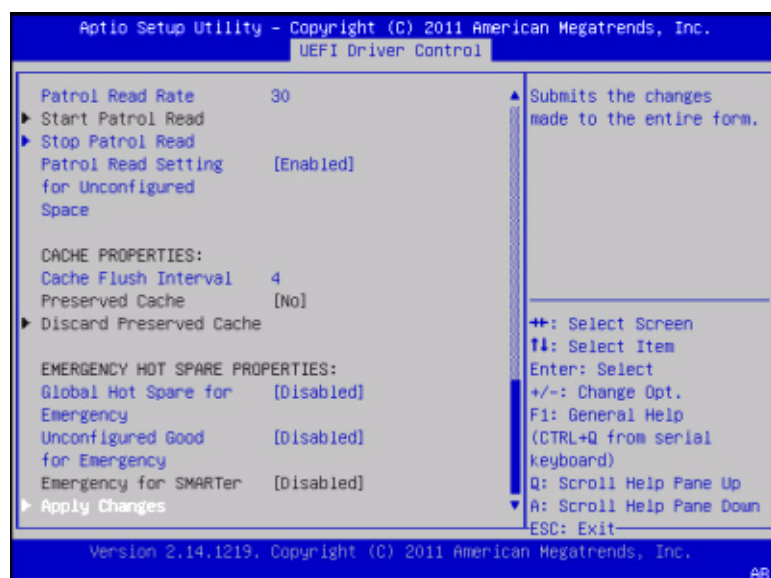 Aptio Setup Utility – Copyright (C) 2011 American Megatrends, Inc.
UEFI Driver Control
Patrol Read Rate 30
Start Patrol Read
Stop Patrol Read
Patrol Read Setting [Enabled]
for Unconfigured
Space
CACHE PROPERTIES:
Cache Flush Interval 4
Preserved Cache [No]
Discard Preserved Cache
EMERGENCY HOT SPARE PROPERTIES:
Global Hot Spare for [Disabled]
Emergency
Unconfigured Good [Disabled]
for Emergency
Emergency for SMARTer [Disabled]
Apply Changes
Submits the changes
made to the entire form.
→←: Select Screen
↑↓: Select Item
Enter: Select
+/-: Change Opt.
F1: General Help
(CTRL+Q from serial
keyboard)
Q: Scroll Help Pane Up
A: Scroll Help Pane Down
ESC: Exit
Version 2.14.1219. Copyright (C) 2011 American Megatrends, Inc.
AB